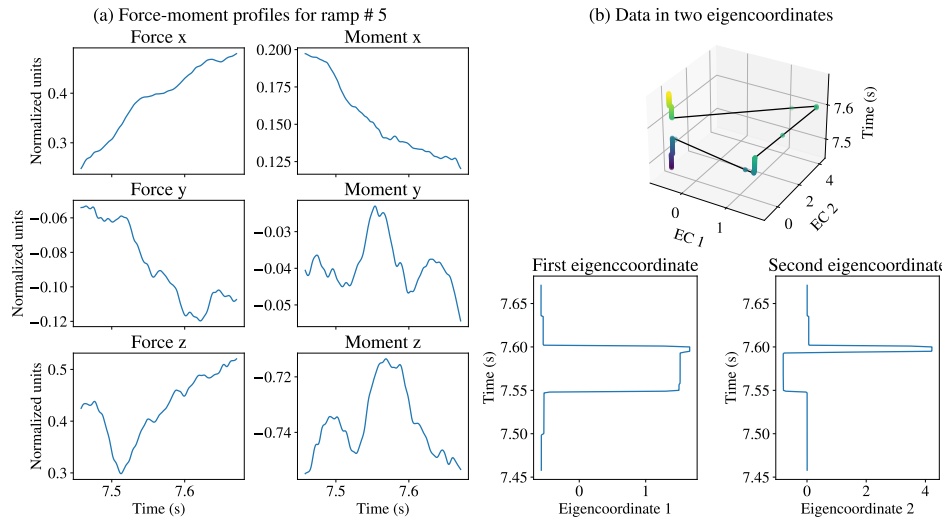 (a) Force-moment profiles for ramp # 5
Force x
Moment x
Normalized units
0.4
0.3
0.200
0.175
0.150
0.125
Force y
Moment y
Normalized units
−0.06
−0.08
−0.10
−0.12
−0.03
−0.04
−0.05
Force z
Moment z
Normalized units
0.5
0.4
0.3
−0.72
−0.74
7.5
7.6
7.5
7.6
Time (s)
Time (s)
(b) Data in two eigencoordinates
7.6
7.5
Time (s)
4
2
0
EC 2
0
1
EC 1
First eigenccoordinate
Second eigencoordinate
Time (s)
7.65
7.60
7.55
7.50
7.45
0
1
Eigencoordinate 1
Time (s)
7.65
7.60
7.55
7.50
7.45
0
2
4
Eigencoordinate 2